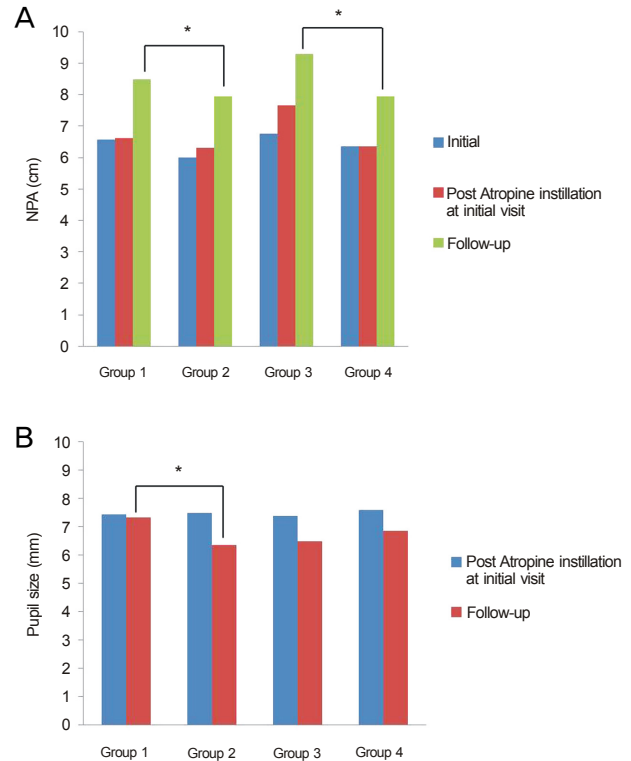 A
*
*
10
9
8
7
6
5
4
3
2
1
0
NPA (cm)
Group 1
Group 2
Group 3
Group 4
Initial
Post Atropine instillation
at initial visit
Follow-up
B
*
10
9
8
7
6
5
4
3
2
1
0
Pupil size (mm)
Group 1
Group 2
Group 3
Group 4
Post Atropine instillation
at initial visit
Follow-up